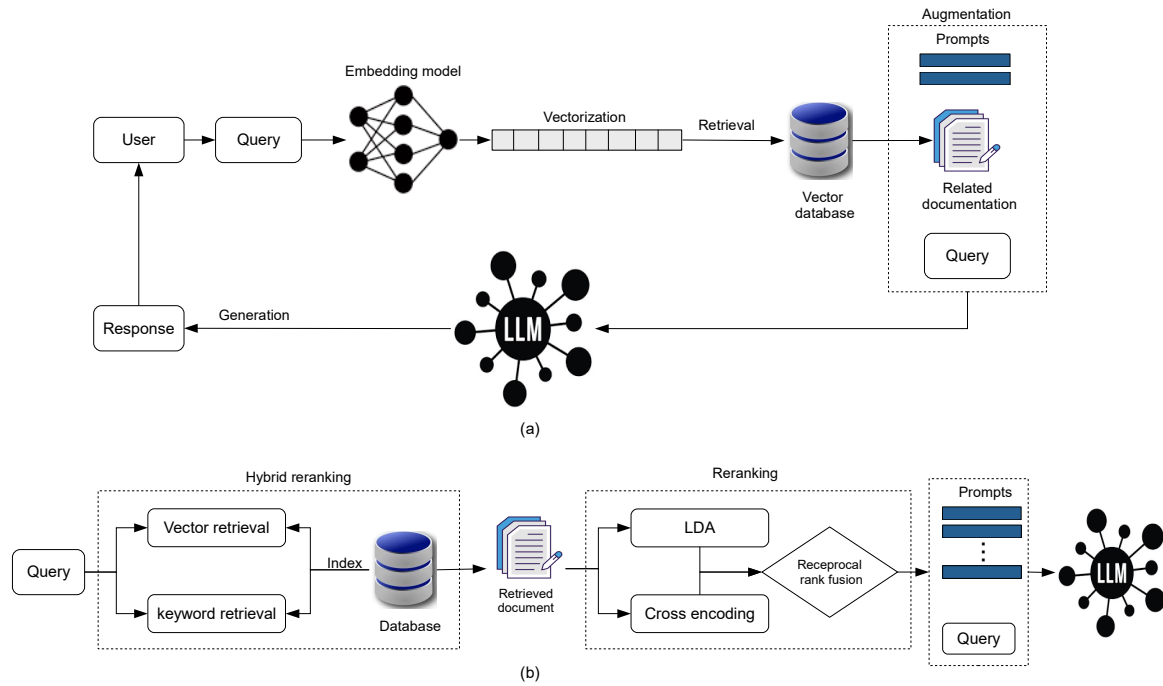 Augmentation
Prompts
Embedding model
User
Query
Vectorization
Retrieval
Vector
database
Related
documentation
Query
Response
Generation
LLM
(a)
Hybrid reranking
Reranking
Prompts
Query
Vector retrieval
keyword retrieval
Index
Database
Retrieved
document
LDA
Cross encoding
Receprocal
rank fusion
Query
LLM
(b)